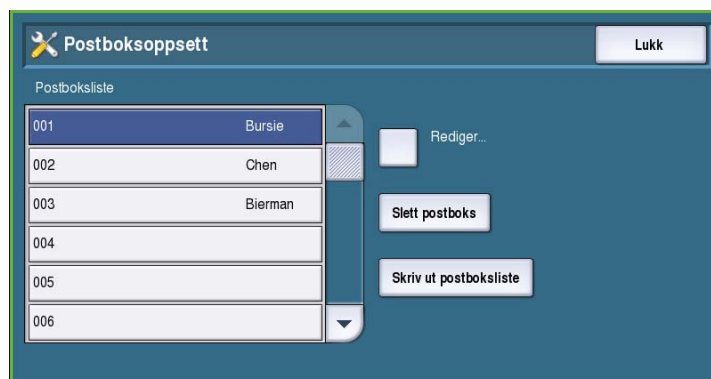 Postboksoppsett
Lukk
Postboksliste
001 Bursie
002 Chen
003 Bierman
004
005
006
Rediger...
Slett postboks
Skriv ut postboksliste